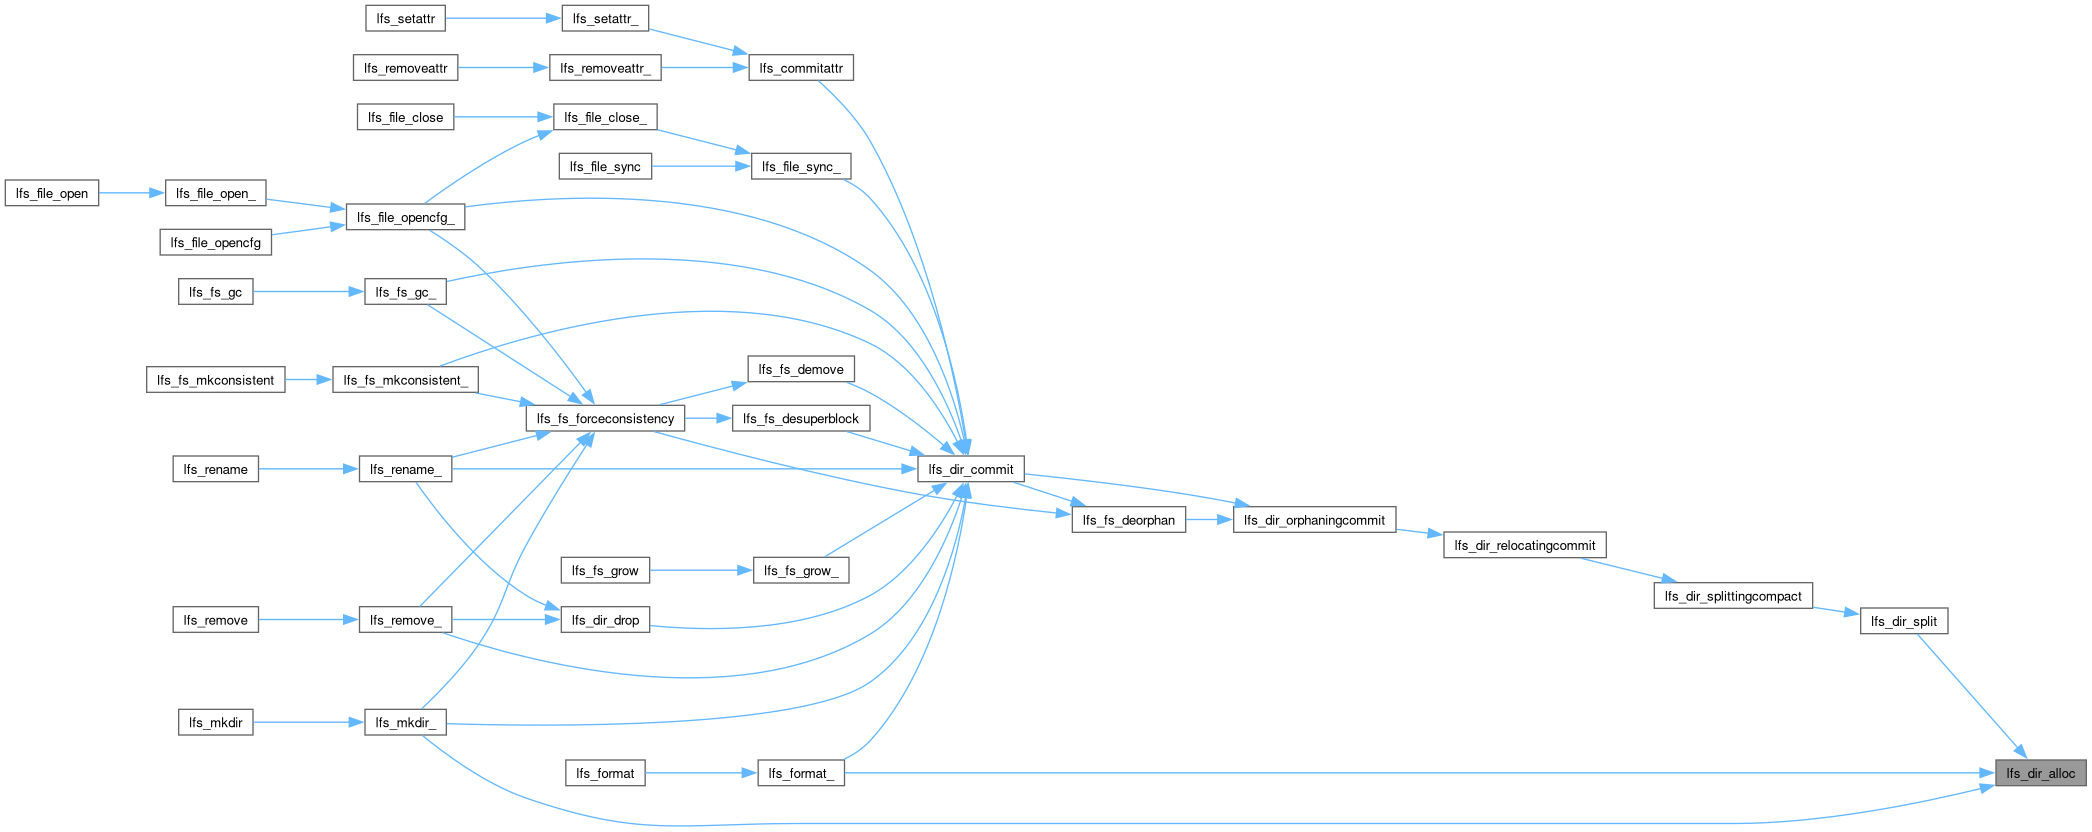 lfs_setattr
lfs_setattr_
lfs_removeattr
lfs_removeattr_
lfs_commitattr
lfs_file_close
lfs_file_close_
lfs_file_sync
lfs_file_sync_
lfs_file_open
lfs_file_open_
lfs_file_opencfg_
lfs_file_opencfg
lfs_fs_gc
lfs_fs_gc_
lfs_fs_mkconsistent
lfs_fs_mkconsistent_
lfs_fs_demove
lfs_fs_forceconsistency
lfs_fs_desuperblock
lfs_rename
lfs_rename_
lfs_dir_commit
lfs_fs_deorphan
lfs_dir_orphaningcommit
lfs_dir_relocatingcommit
lfs_fs_grow
lfs_fs_grow_
lfs_dir_splittingcompact
lfs_remove
lfs_remove_
lfs_dir_drop
lfs_dir_split
lfs_mkdir
lfs_mkdir_
lfs_format
lfs_format_
lfs_dir_alloc